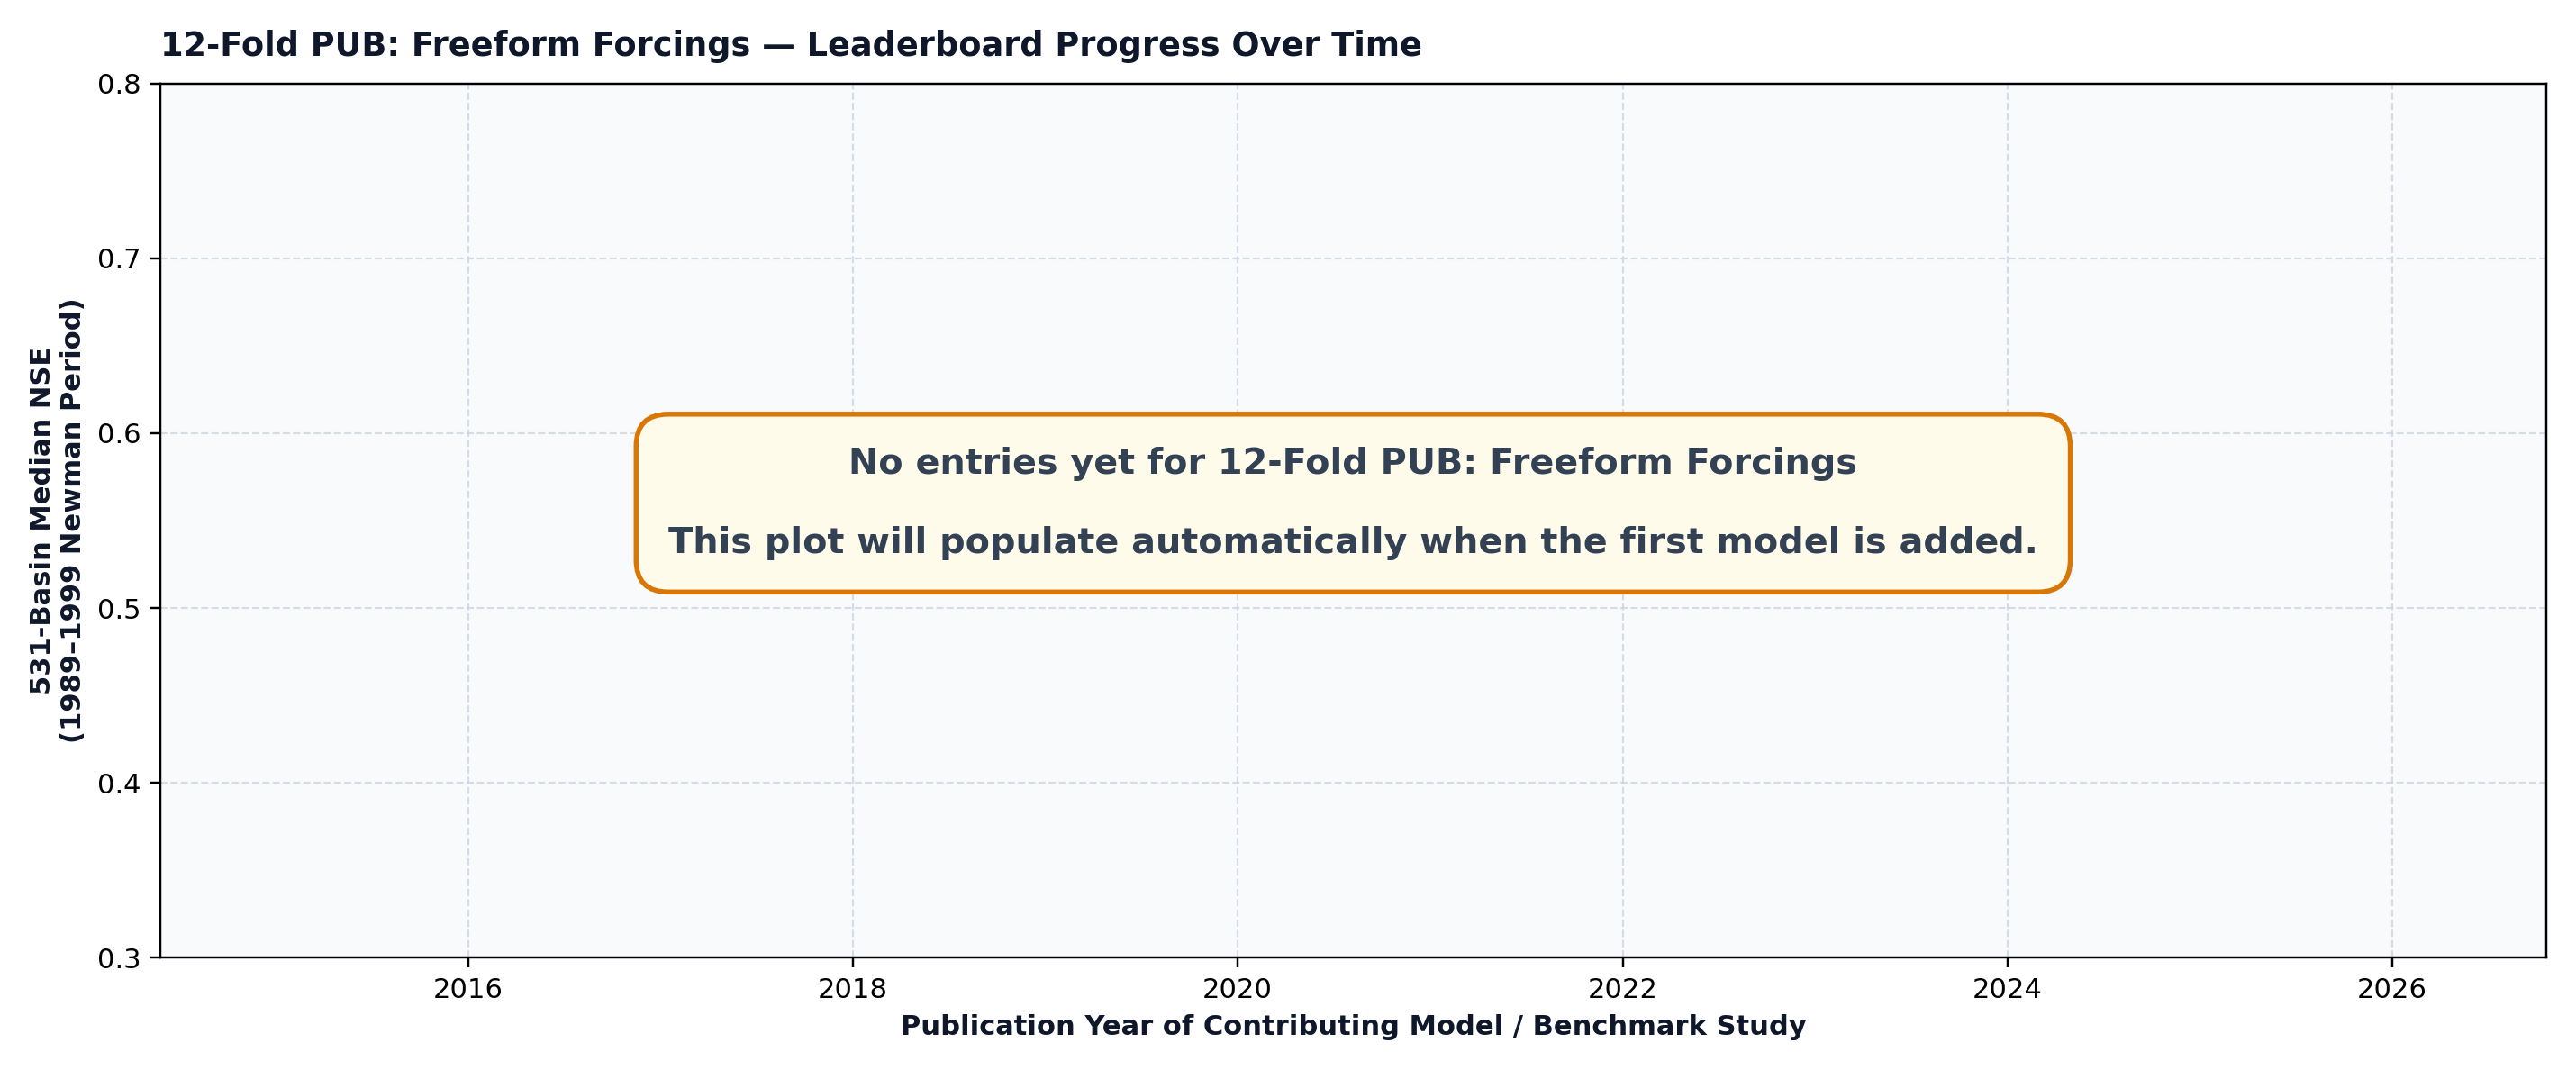 12-Fold PUB: Freeform Forcings — Leaderboard Progress Over Time
531-Basin Median NSE
(1989–1999 Newman Period)
0.8
0.7
0.6
0.5
0.4
0.3
No entries yet for 12-Fold PUB: Freeform Forcings
This plot will populate automatically when the first model is added.
2016
2018
2020
2022
2024
2026
Publication Year of Contributing Model / Benchmark Study